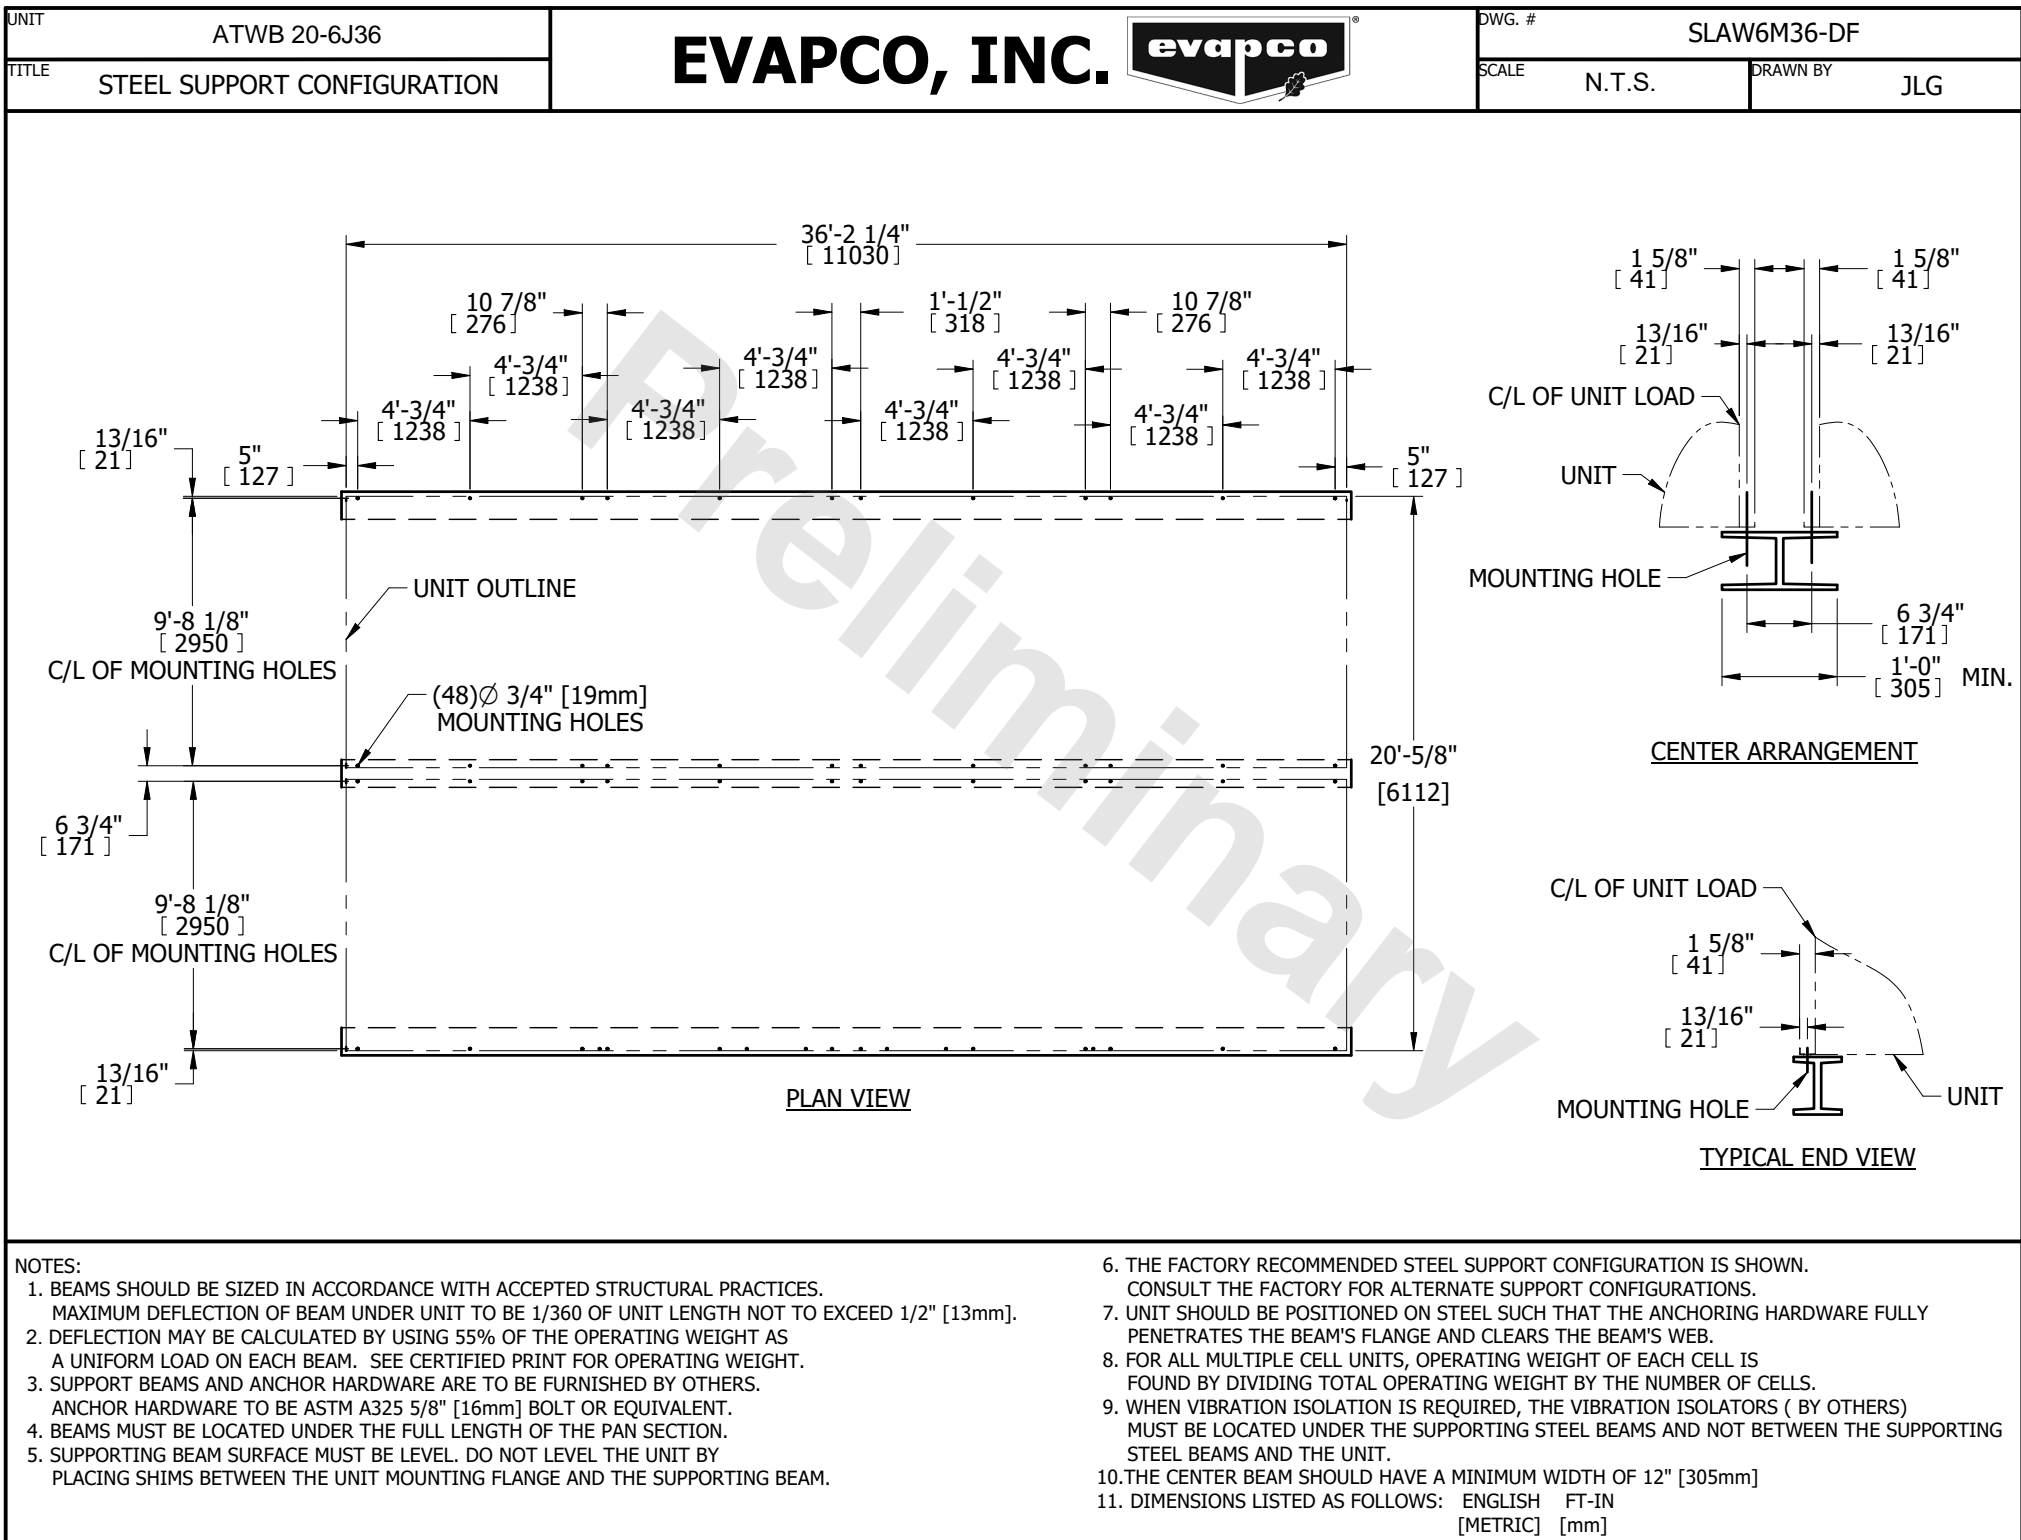 UNIT
ATWB 20-6J36
TITLE
STEEL SUPPORT CONFIGURATION
EVAPCO, INC.
evapco
®
DWG. #
SLAW6M36-DF
SCALE
N.T.S.
DRAWN BY
JLG
36'-2 1/4"
[ 11030]
10 7/8"
[ 276]
1'-1/2"
[ 318 ]
10 7/8"
[ 276 ]
4'-3/4"
[ 1238]
4'-3/4"
[ 1238]
4'-3/4"
[ 1238]
4'-3/4"
[ 1238]
4'-3/4"
[ 1238 ]
4'-3/4"
[ 1238]
4'-3/4"
[ 1238]
4'-3/4"
[ 1238]
13/16"
[ 21]
5"
[ 127 ]
5"
[ 127 ]
UNIT OUTLINE
9'-8 1/8"
[ 2950 ]
C/L OF MOUNTING HOLES
(48)Ø 3/4" [19mm]
MOUNTING HOLES
20'-5/8"
[6112]
6 3/4"
[ 171 ]
9'-8 1/8"
[ 2950 ]
C/L OF MOUNTING HOLES
13/16"
[ 21]
PLAN VIEW
Preliminary
1 5/8"
[ 41]
1 5/8"
[ 41]
13/16"
[ 21]
13/16"
[ 21]
C/L OF UNIT LOAD
UNIT
MOUNTING HOLE
6 3/4"
[ 171]
1'-0"
[ 305] MIN.
CENTER ARRANGEMENT
C/L OF UNIT LOAD
1 5/8"
[ 41]
13/16"
[ 21]
MOUNTING HOLE
UNIT
TYPICAL END VIEW
NOTES:
1. BEAMS SHOULD BE SIZED IN ACCORDANCE WITH ACCEPTED STRUCTURAL PRACTICES.
MAXIMUM DEFLECTION OF BEAM UNDER UNIT TO BE 1/360 OF UNIT LENGTH NOT TO EXCEED 1/2" [13mm].
2. DEFLECTION MAY BE CALCULATED BY USING 55% OF THE OPERATING WEIGHT AS
A UNIFORM LOAD ON EACH BEAM. SEE CERTIFIED PRINT FOR OPERATING WEIGHT.
3. SUPPORT BEAMS AND ANCHOR HARDWARE ARE TO BE FURNISHED BY OTHERS.
ANCHOR HARDWARE TO BE ASTM A325 5/8" [16mm] BOLT OR EQUIVALENT.
4. BEAMS MUST BE LOCATED UNDER THE FULL LENGTH OF THE PAN SECTION.
5. SUPPORTING BEAM SURFACE MUST BE LEVEL. DO NOT LEVEL THE UNIT BY
PLACING SHIMS BETWEEN THE UNIT MOUNTING FLANGE AND THE SUPPORTING BEAM.
6. THE FACTORY RECOMMENDED STEEL SUPPORT CONFIGURATION IS SHOWN.
CONSULT THE FACTORY FOR ALTERNATE SUPPORT CONFIGURATIONS.
7. UNIT SHOULD BE POSITIONED ON STEEL SUCH THAT THE ANCHORING HARDWARE FULLY
PENETRATES THE BEAM'S FLANGE AND CLEARS THE BEAM'S WEB.
8. FOR ALL MULTIPLE CELL UNITS, OPERATING WEIGHT OF EACH CELL IS
FOUND BY DIVIDING TOTAL OPERATING WEIGHT BY THE NUMBER OF CELLS.
9. WHEN VIBRATION ISOLATION IS REQUIRED, THE VIBRATION ISOLATORS ( BY OTHERS)
MUST BE LOCATED UNDER THE SUPPORTING STEEL BEAMS AND NOT BETWEEN THE SUPPORTING
STEEL BEAMS AND THE UNIT.
10.THE CENTER BEAM SHOULD HAVE A MINIMUM WIDTH OF 12" [305mm]
11. DIMENSIONS LISTED AS FOLLOWS: ENGLISH FT-IN
[METRIC] [mm]